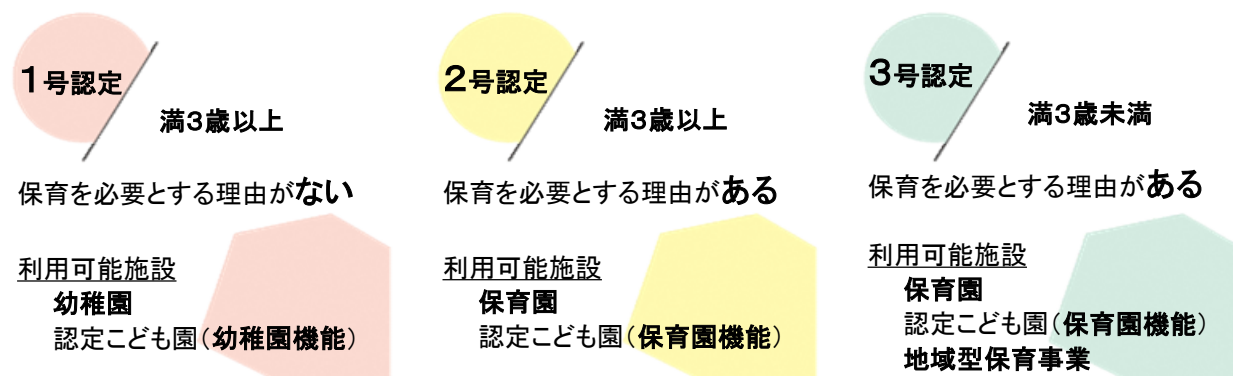 1号認定
満3歳以上
保育を必要とする理由がない
利用可能施設
幼稚園
認定こども園(幼稚園機能)
2号認定
満3歳以上
保育を必要とする理由がある
利用可能施設
保育園
認定こども園(保育園機能)
3号認定
満3歳未満
保育を必要とする理由がある
利用可能施設
保育園
認定こども園(保育園機能)
地域型保育事業